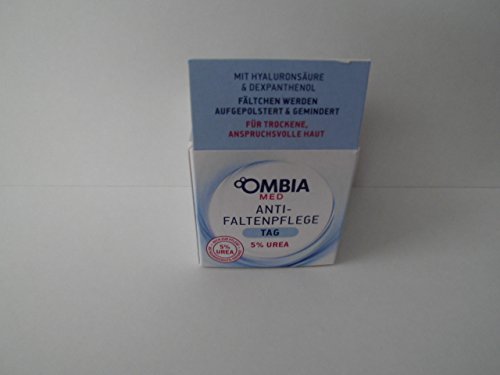 MIT HYALURONSÄURE
& DEXPANTHENOL
FÄLTCHEN WERDEN
AUFGEPOLSTERT & GEMINDERT
FÜR TROCKENE,
ANSPRUCHSVOLLE HAUT
OMBIA
MED
ANTI-
FALTENPFLEGE
TAG
5% UREA
5%
UREA